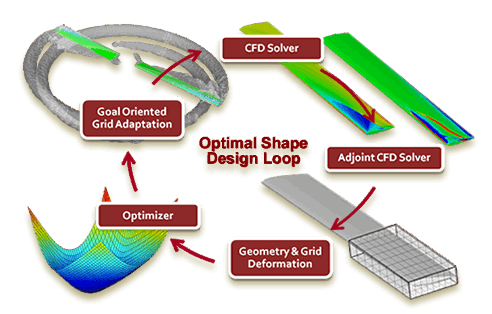 CFD Solver
Goal Oriented
Grid Adaptation
Optimal Shape
Design Loop
Adjoint CFD Solver
Optimizer
Geometry & Grid
Deformation